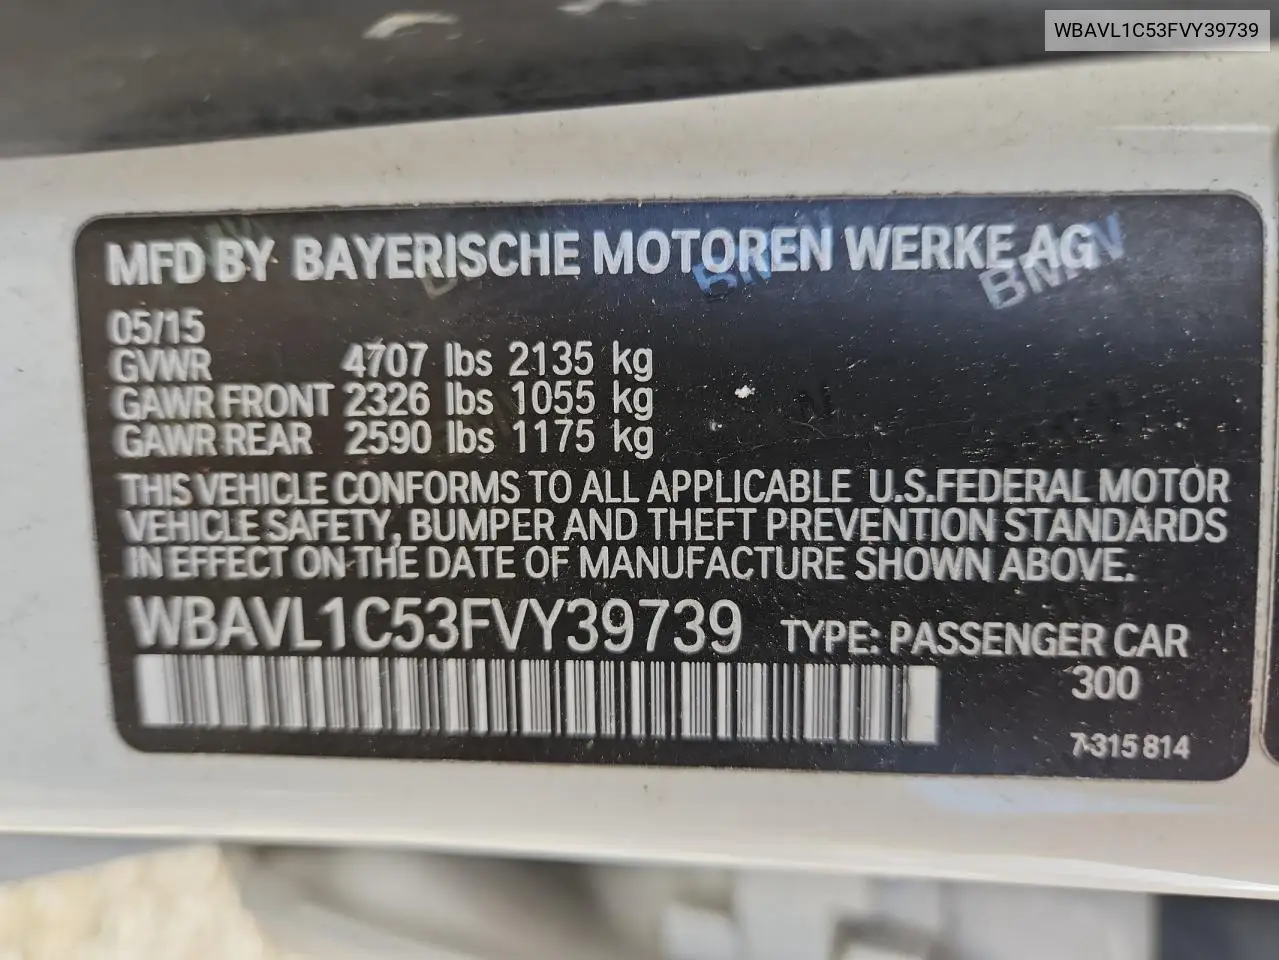 WBAVL1C53FVY39739
MFD BY BAYERISCHE MOTOREN WERKE AG
BMW BMW BMW
05/15
GVWR 4707 lbs 2135 kg
GAWR FRONT 2326 lbs 1055 kg
GAWR REAR 2590 lbs 1175 kg
THIS VEHICLE CONFORMS TO ALL APPLICABLE U.S.FEDERAL MOTOR
VEHICLE SAFETY, BUMPER AND THEFT PREVENTION STANDARDS
IN EFFECT ON THE DATE OF MANUFACTURE SHOWN ABOVE.
WBAVL1C53FVY39739 TYPE: PASSENGER CAR
300
7-315 814